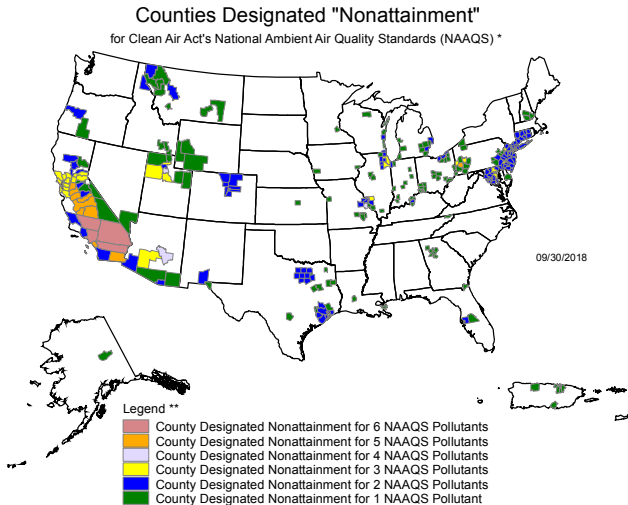 Counties Designated "Nonattainment"
for Clean Air Act's National Ambient Air Quality Standards (NAAQS) *
09/30/2018
Legend **
County Designated Nonattainment for 6 NAAQS Pollutants
County Designated Nonattainment for 5 NAAQS Pollutants
County Designated Nonattainment for 4 NAAQS Pollutants
County Designated Nonattainment for 3 NAAQS Pollutants
County Designated Nonattainment for 2 NAAQS Pollutants
County Designated Nonattainment for 1 NAAQS Pollutant